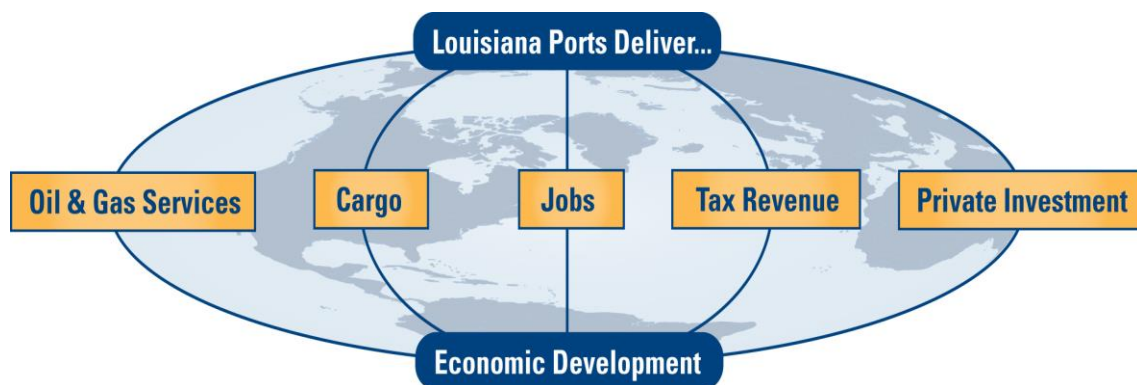 Louisiana Ports Deliver...
Oil & Gas Services
Cargo
Jobs
Tax Revenue
Private Investment
Economic Development